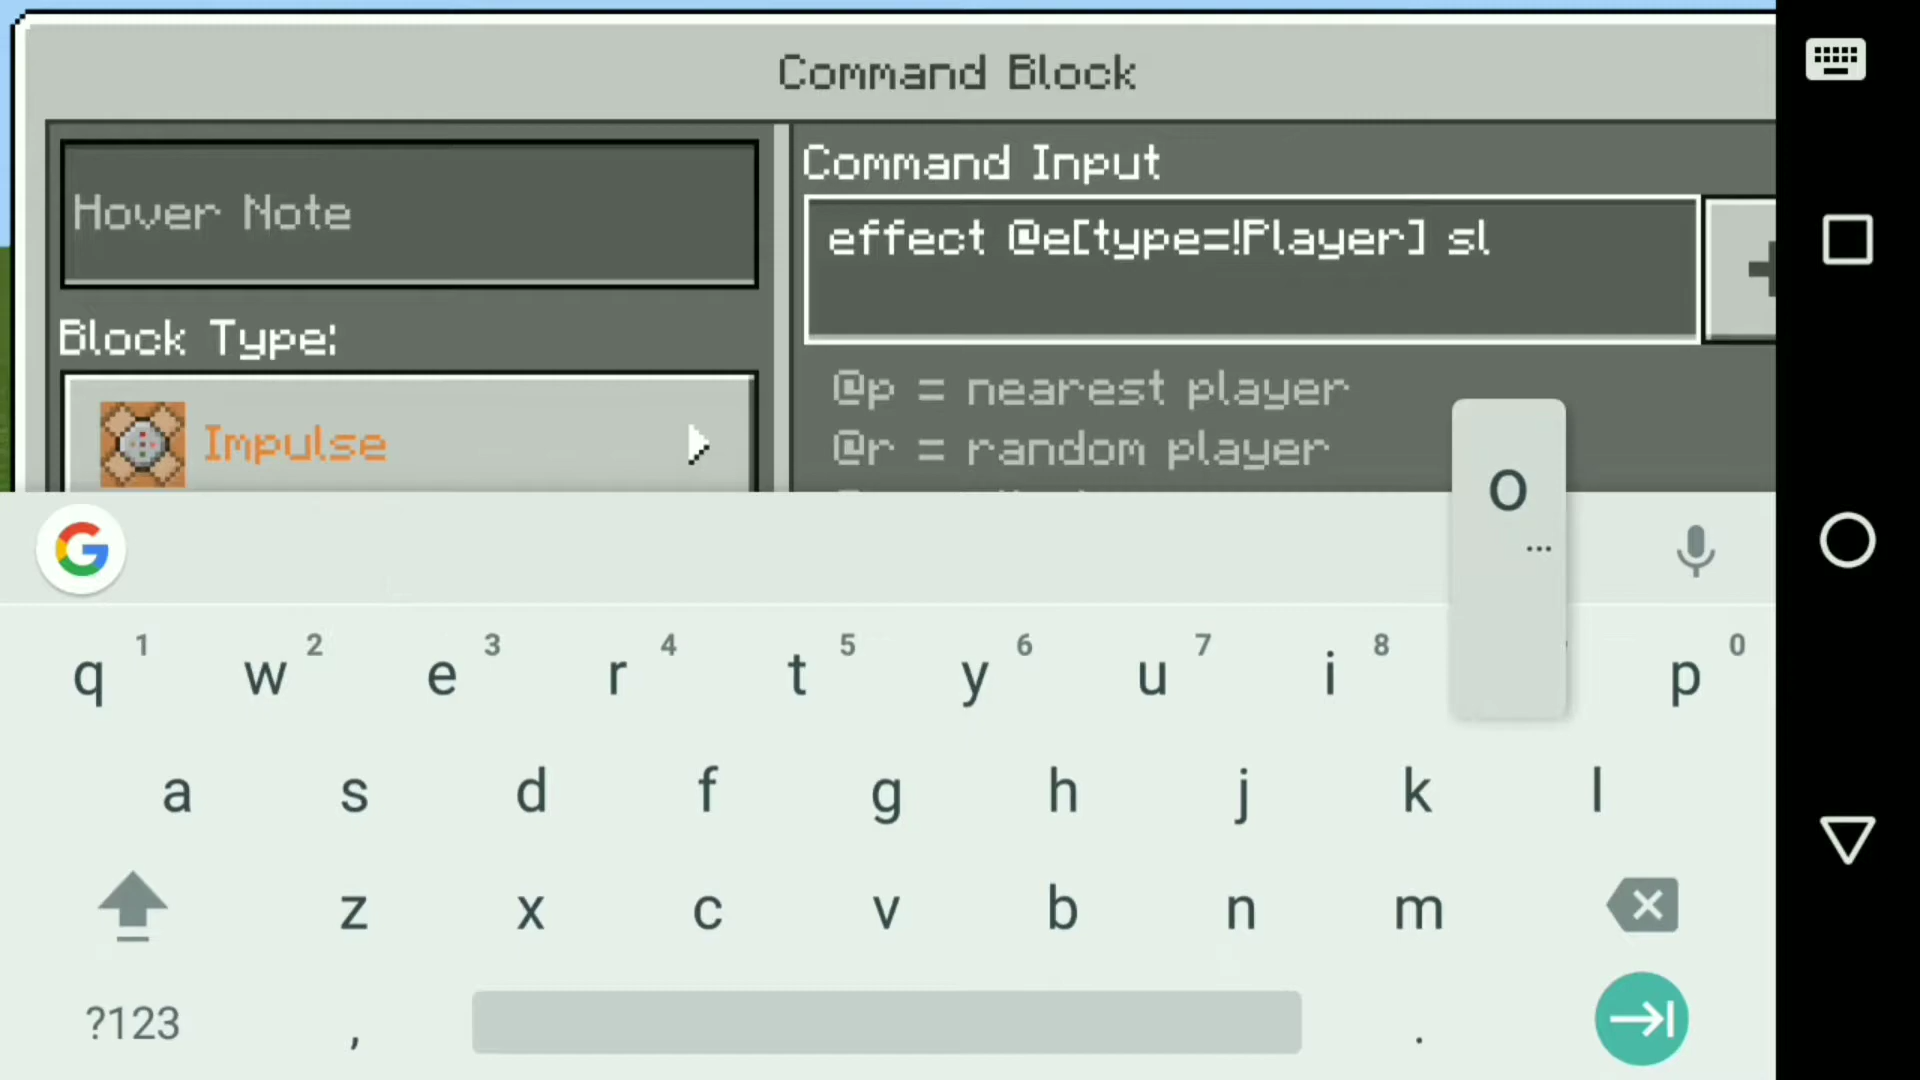 Command Block
Hover Note
Block Type:
Impulse
Command Input
effect @e[type=!Player] sl
@p = nearest player
@r = random player
o
...
q 1 w 2 e 3 r 4 t 5 y 6 u 7 i 8 p 0
a s d f g h j k l
z x c v b n m
?123 , .